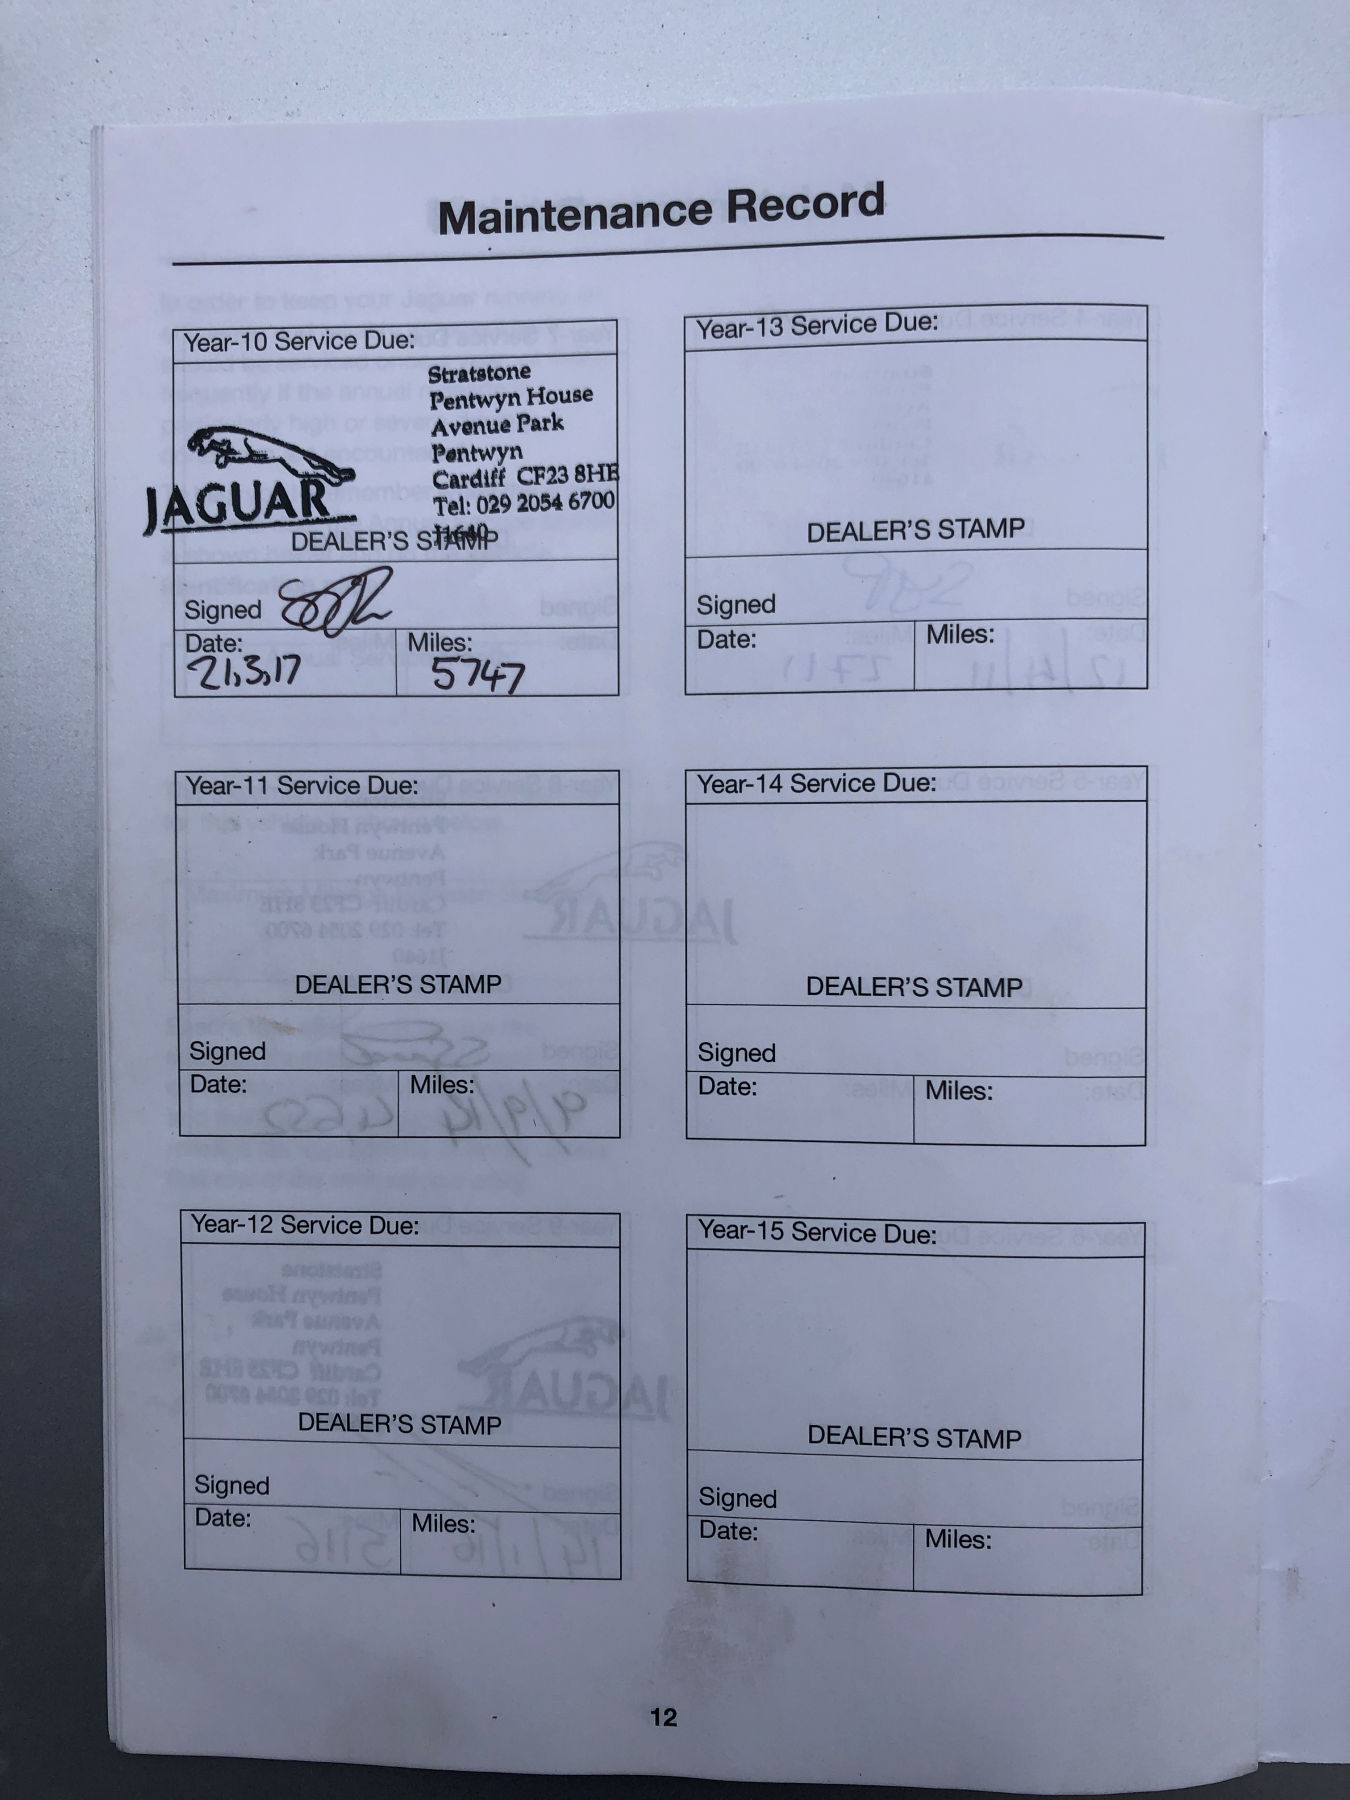 Maintenance Record
Year-10 Service Due:
Stratstone
Pentwyn House
Avenue Park
Pentwyn
Cardiff CF23 8HE
Tel: 029 2054 6700
J1640
JAGUAR
DEALER'S STAMP
Signed
Date:
21,3,17
Miles:
5747
Year-11 Service Due:
DEALER'S STAMP
Signed
Date:
Miles:
Year-12 Service Due:
DEALER'S STAMP
Signed
Date:
Miles:
Year-13 Service Due:
DEALER'S STAMP
Signed
Date:
Miles:
Year-14 Service Due:
DEALER'S STAMP
Signed
Date:
Miles:
Year-15 Service Due:
DEALER'S STAMP
Signed
Date:
Miles:
12